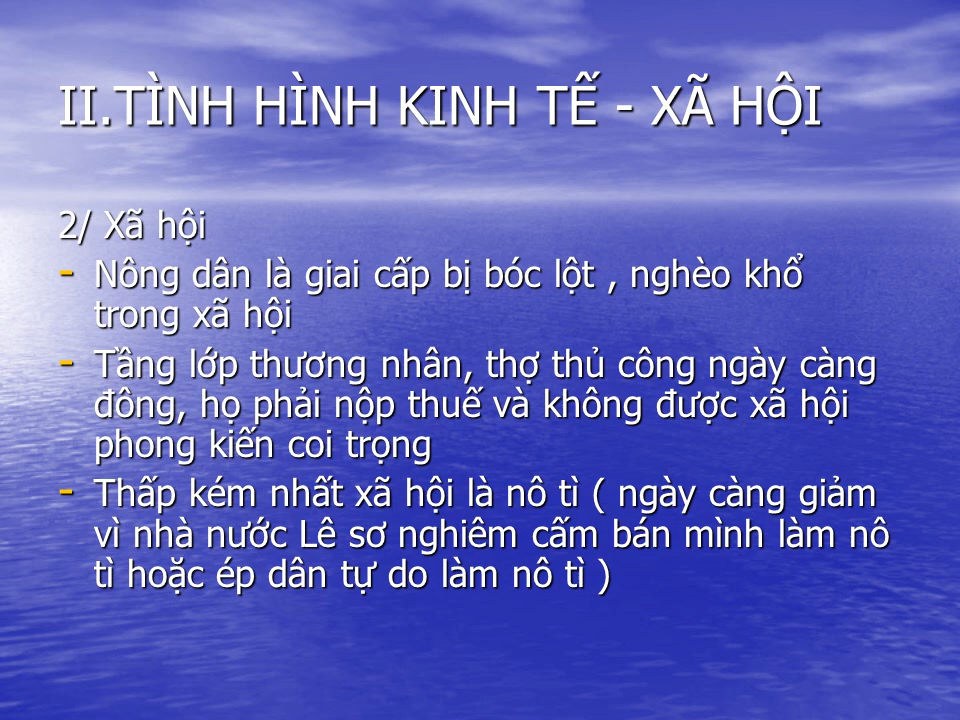 II.TÌNH HÌNH KINH TẾ - XÃ HỘI
2/ Xã hội
- Nông dân là giai cấp bị bóc lột , nghèo khổ
trong xã hội
- Tầng lớp thương nhân, thợ thủ công ngày càng
đông, họ phải nộp thuế và không được xã hội
phong kiến coi trọng
- Thấp kém nhất xã hội là nô tì ( ngày càng giảm
vì nhà nước Lê sơ nghiêm cấm bán mình làm nô
tì hoặc ép dân tự do làm nô tì )